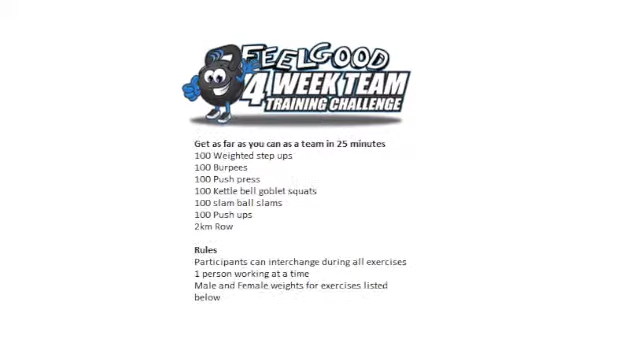 FEELGOOD
4 WEEK TEAM
TRAINING CHALLENGE
Get as far as you can as a team in 25 minutes
100 Weighted step ups
100 Burpees
100 Push press
100 Kettle bell goblet squats
100 slam ball slams
100 Push ups
2km Row
Rules
Participants can interchange during all exercises
1 person working at a time
Male and Female weights for exercises listed
below